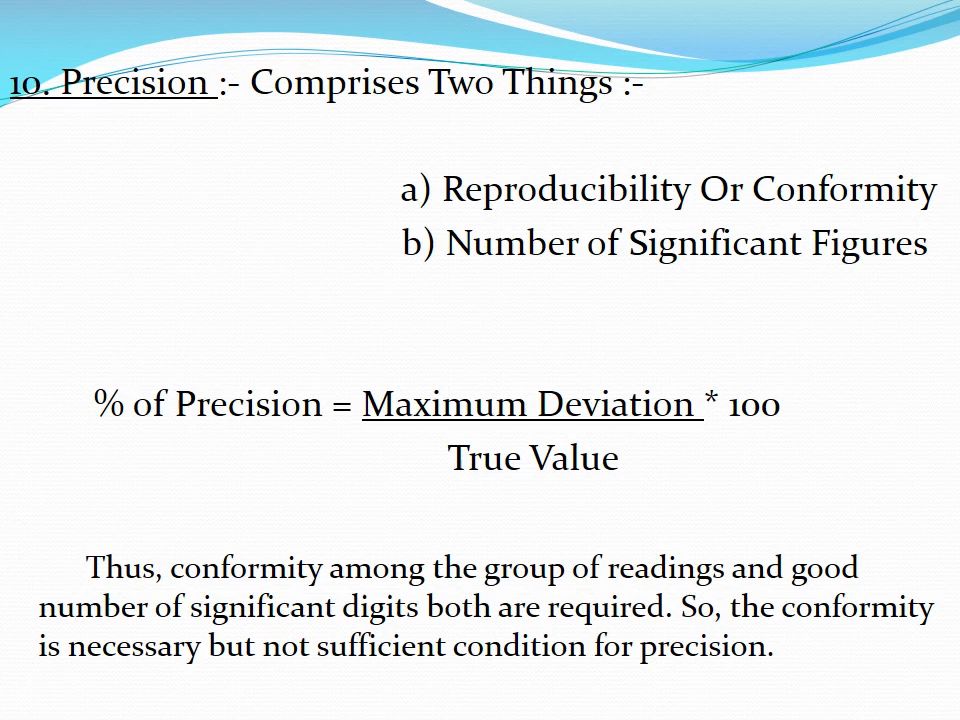 10. Precision :- Comprises Two Things :-
a) Reproducibility Or Conformity
b) Number of Significant Figures
% of Precision = Maximum Deviation * 100
True Value
Thus, conformity among the group of readings and good
number of significant digits both are required. So, the conformity
is necessary but not sufficient condition for precision.